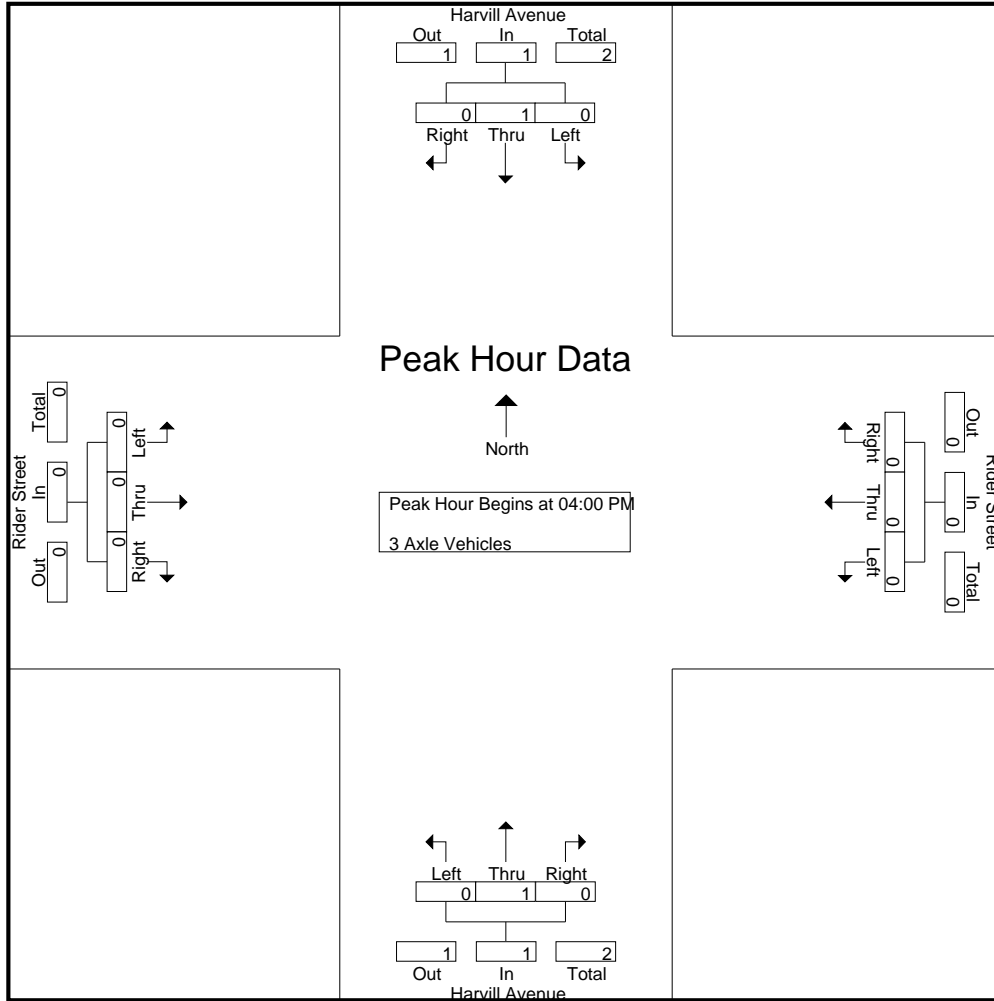 Harvill Avenue
Out In Total
1 1 2
0 1 0
Right Thru Left
Peak Hour Data
North
Peak Hour Begins at 04:00 PM
3 Axle Vehicles
Rider Street
Total In Out
0 0 0
0 0 0
Left Thru Right
Rider Street
Out In Total
0 0 0
0 0 0
Right Thru Left
Left Thru Right
0 1 0
1 1 2
Out In Total
Harvill Avenue